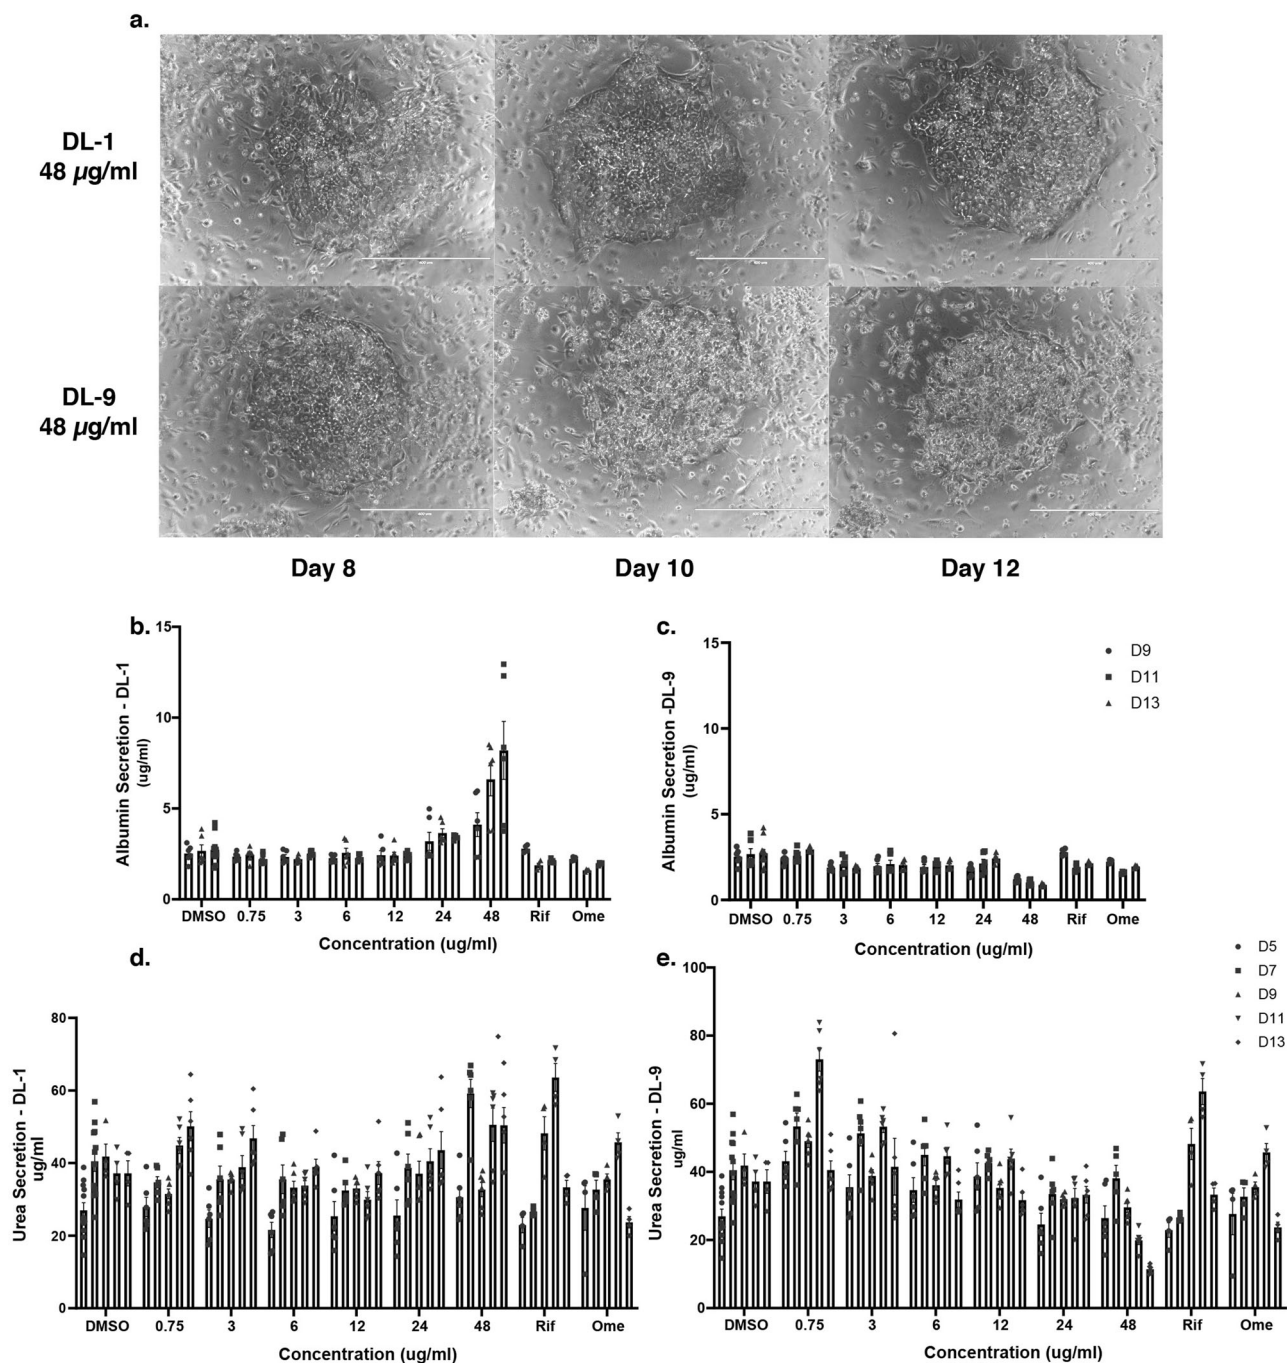 a.
DL-1
48 µg/ml
DL-9
48 µg/ml
Day 8
Day 10
Day 12
b.
15
10
5
0
Albumin Secretion - DL-1
(ug/ml)
DMSO
0.75
3
6
12
24
48
Rif
Ome
Concentration (ug/ml)
c.
15
10
5
0
Albumin Secretion -DL-9
(ug/ml)
D9
D11
D13
DMSO
0.75
3
6
12
24
48
Rif
Ome
Concentration (ug/ml)
d.
80
60
40
20
0
Urea Secretion - DL-1
ug/ml
DMSO
0.75
3
6
12
24
48
Rif
Ome
Concentration (ug/ml)
e.
100
80
60
40
20
0
Urea Secretion - DL-9
ug/ml
D5
D7
D9
D11
D13
DMSO
0.75
3
6
12
24
48
Rif
Ome
Concentration (ug/ml)